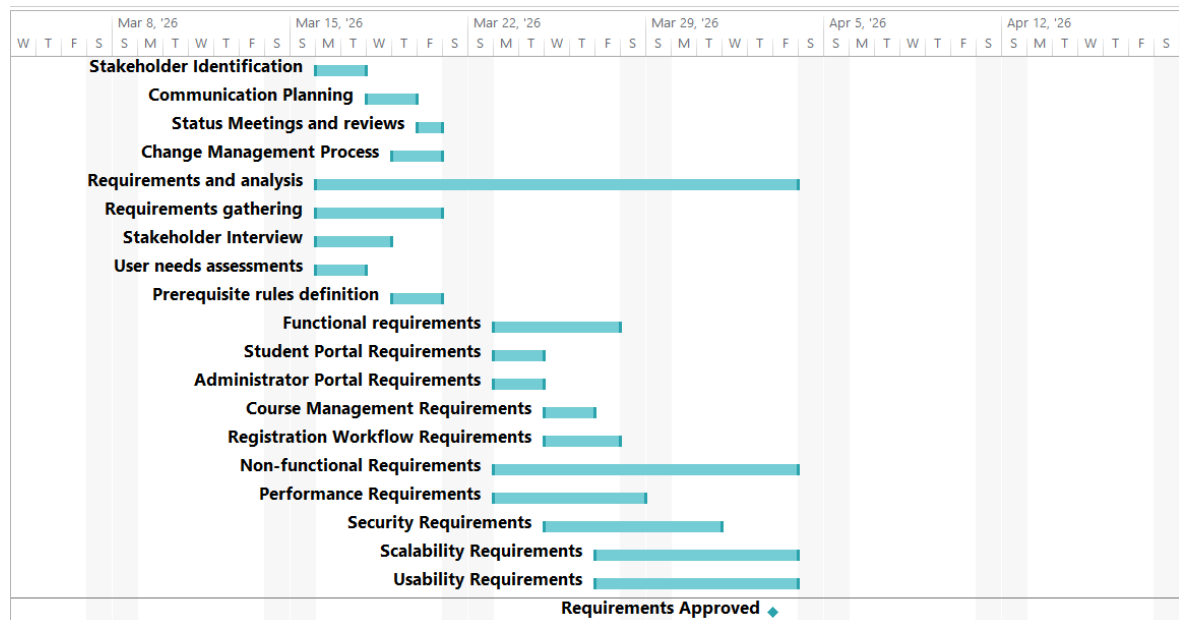 Mar 8, '26 Mar 15, '26 Mar 22, '26 Mar 29, '26 Apr 5, '26 Apr 12, '26
W T F S S M T W T F S S M T W T F S S M T W T F S S M T W T F S S M T W T F S S M T W T F S
Stakeholder Identification
Communication Planning
Status Meetings and reviews
Change Management Process
Requirements and analysis
Requirements gathering
Stakeholder Interview
User needs assessments
Prerequisite rules definition
Functional requirements
Student Portal Requirements
Administrator Portal Requirements
Course Management Requirements
Registration Workflow Requirements
Non-functional Requirements
Performance Requirements
Security Requirements
Scalability Requirements
Usability Requirements
Requirements Approved